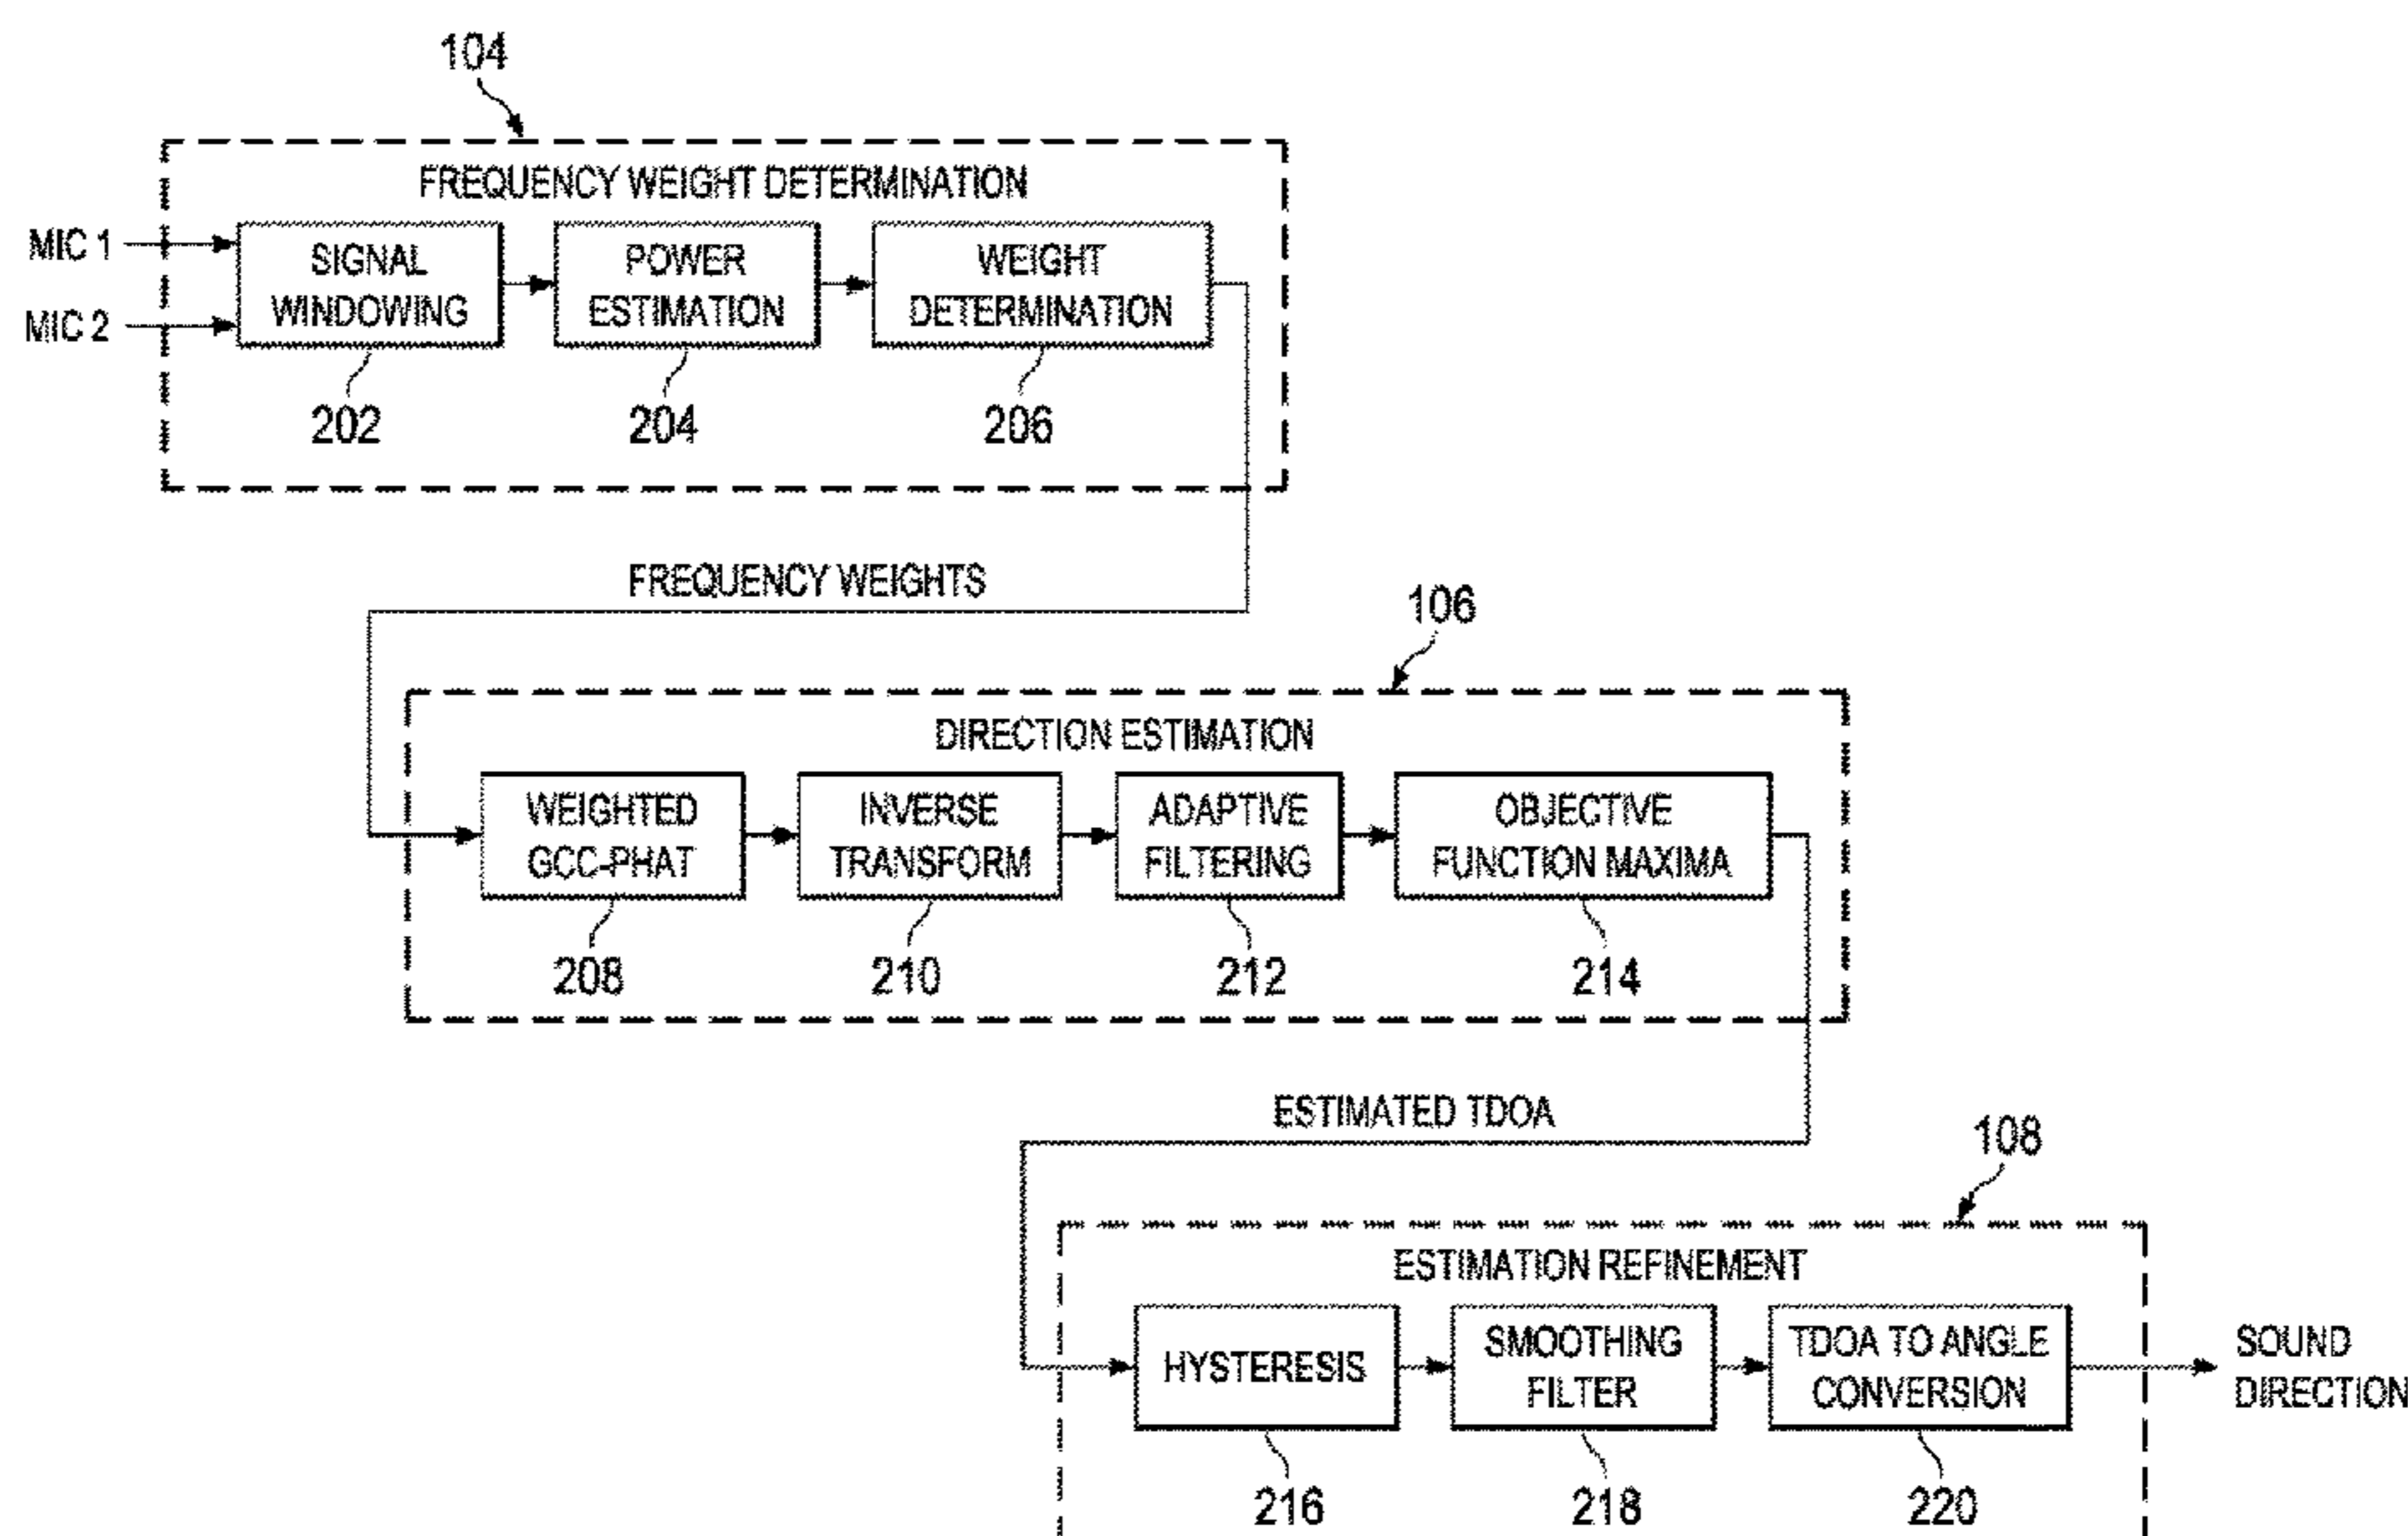 104
FREQUENCY WEIGHT DETERMINATION
MIC 1
MIC 2
SIGNAL
WINDOWING
POWER
ESTIMATION
WEIGHT
DETERMINATION
202
204
206
FREQUENCY WEIGHTS
106
DIRECTION ESTIMATION
WEIGHTED
GCC-PHAT
INVERSE
TRANSFORM
ADAPTIVE
FILTERING
OBJECTIVE
FUNCTION MAXIMA
208
210
212
214
ESTIMATED TDOA
108
ESTIMATION REFINEMENT
HYSTERESIS
SMOOTHING
FILTER
TDOA TO ANGLE
CONVERSION
SOUND
DIRECTION
216
218
220